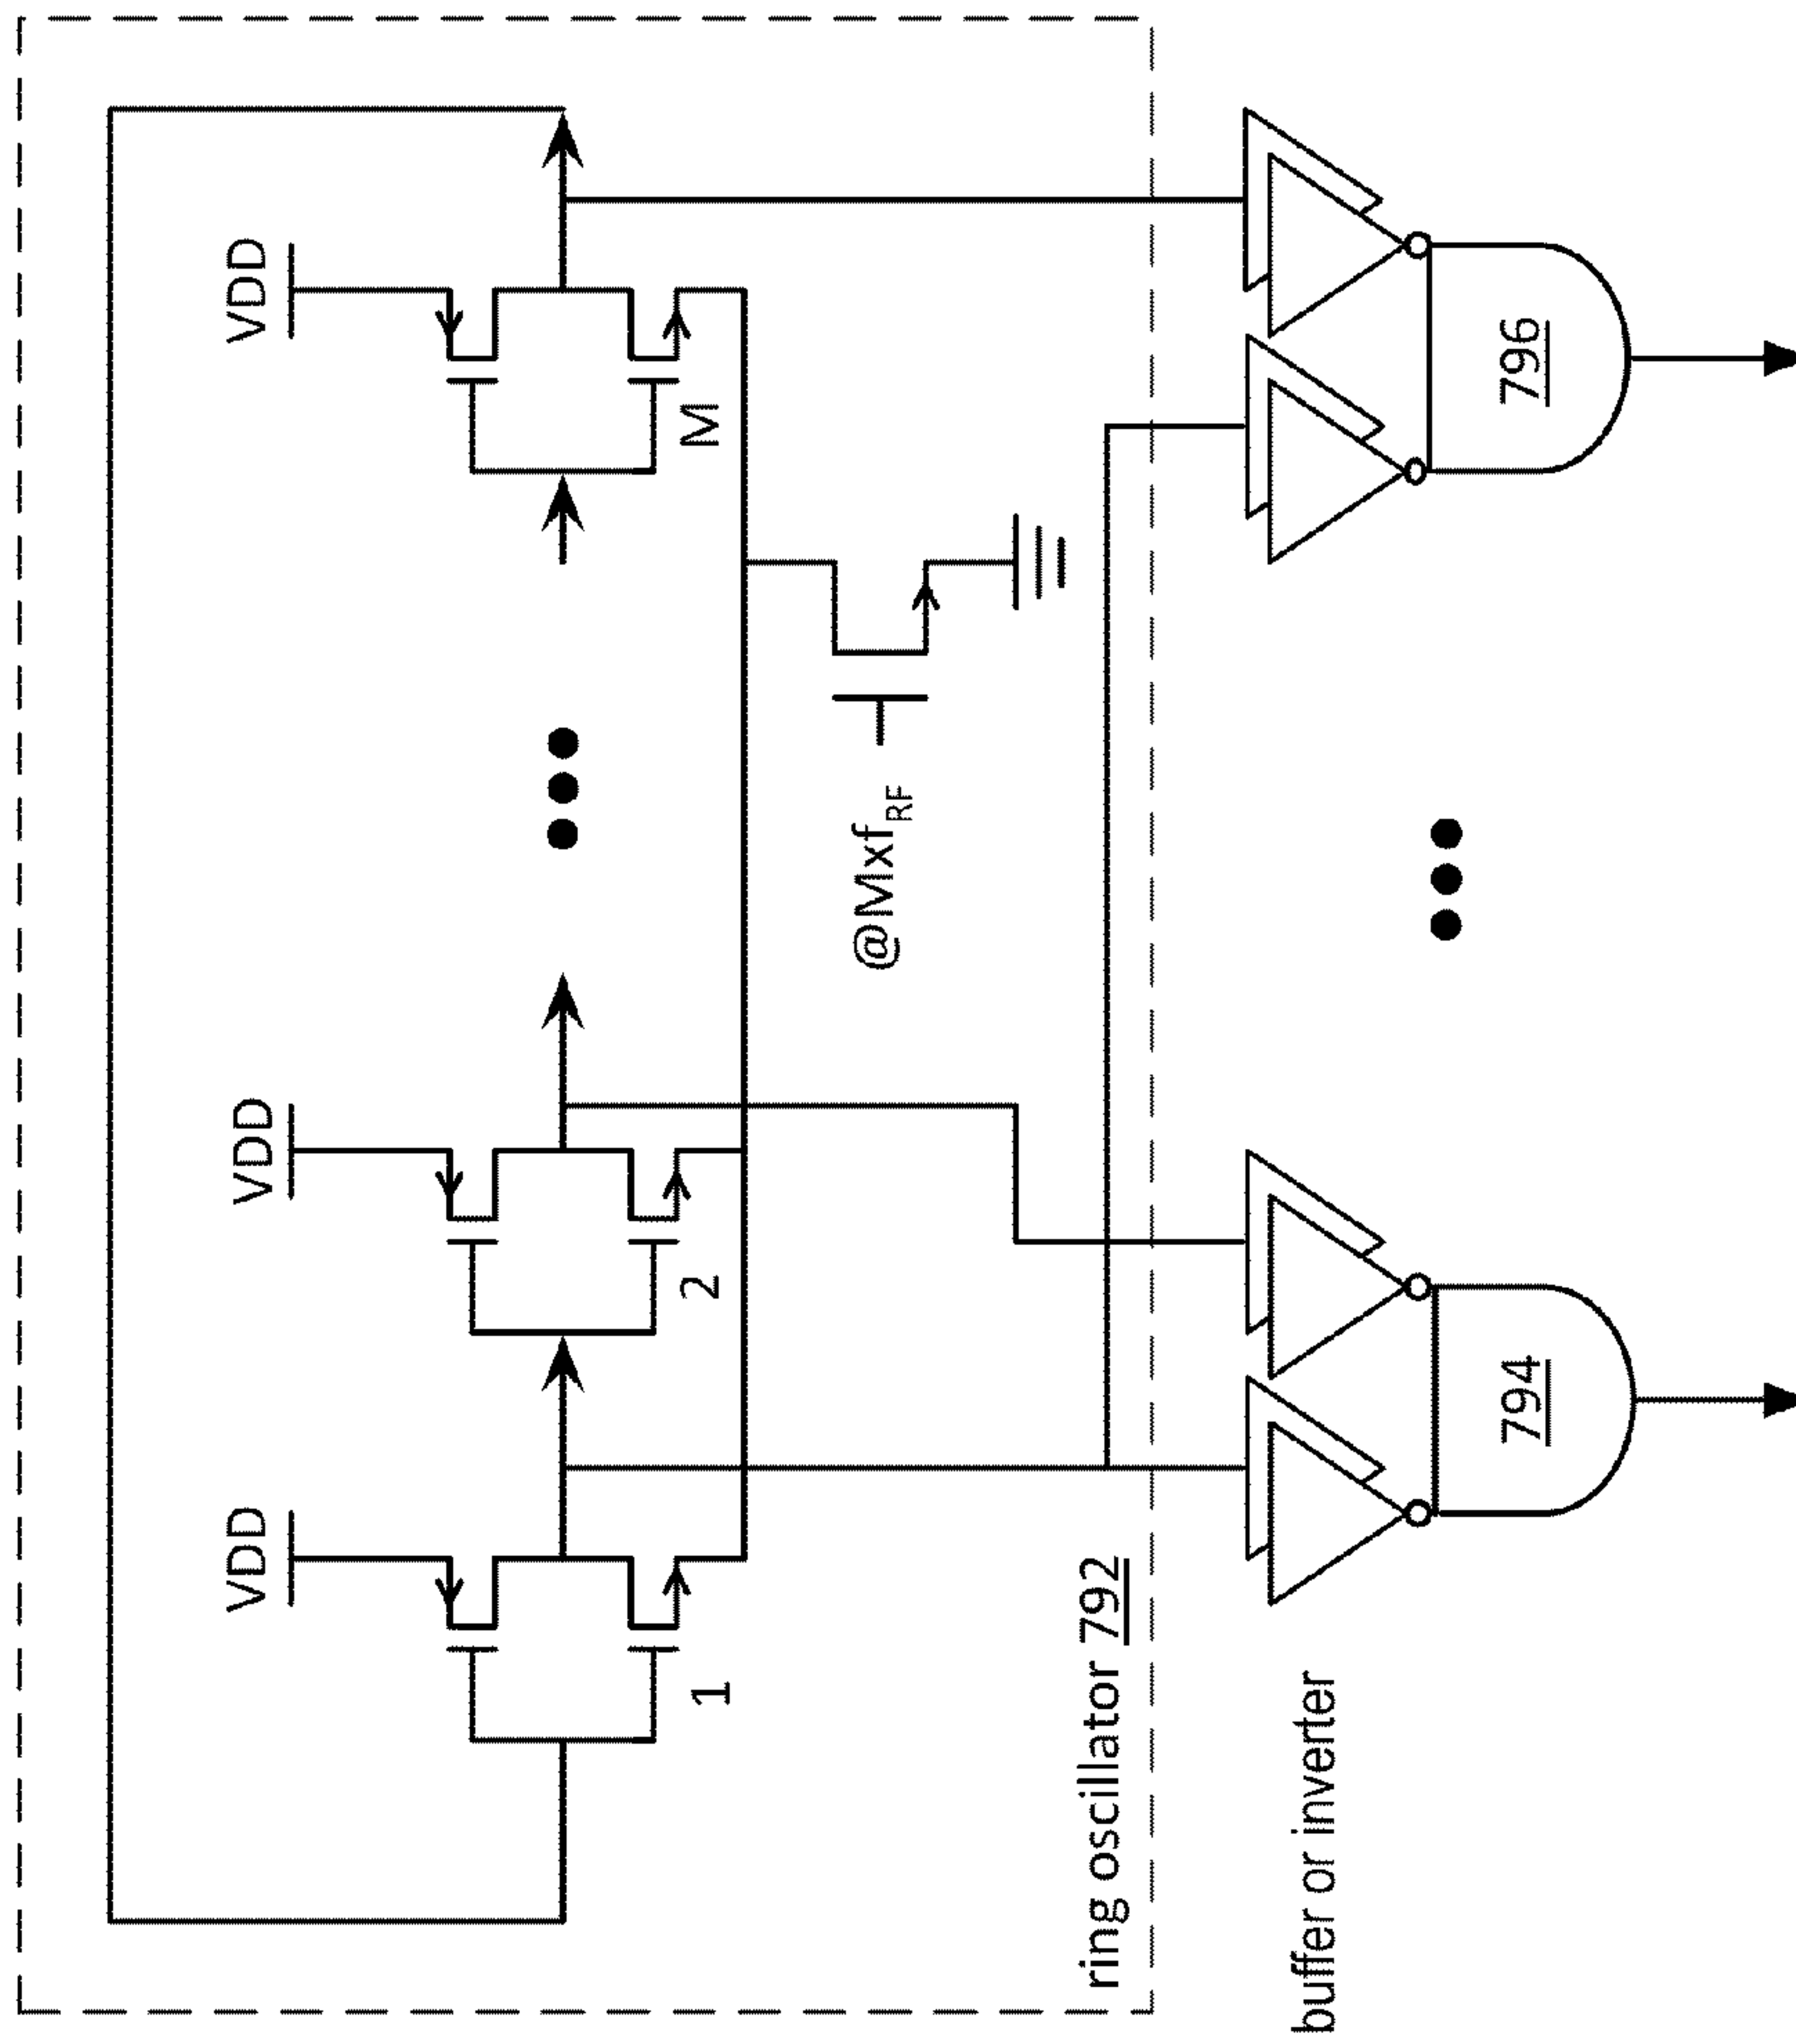 VDD
VDD
VDD
1
2
M
@Mxf_RF
ring oscillator 792
buffer or inverter
794
796